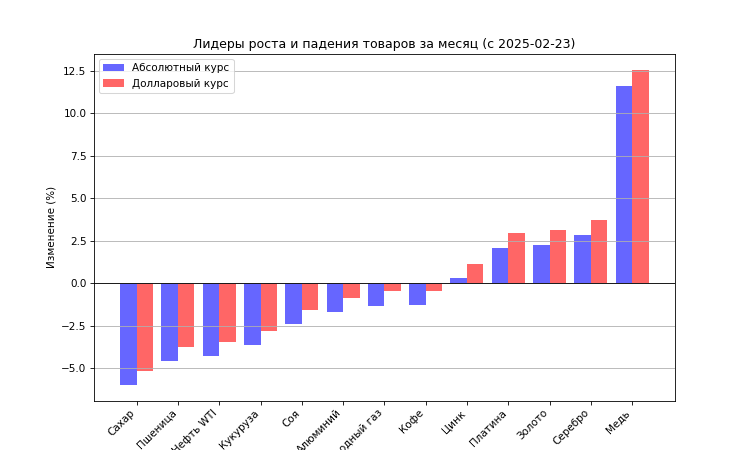 Лидеры роста и падения товаров за месяц (с 2025-02-23)
Абсолютный курс
Долларовый курс
Изменение (%)
12.5
10.0
7.5
5.0
2.5
0.0
−2.5
−5.0
Сахар
Пшеница
Нефть WTI
Кукуруза
Соя
Алюминий
одный газ
Кофе
Цинк
Платина
Золото
Серебро
Медь